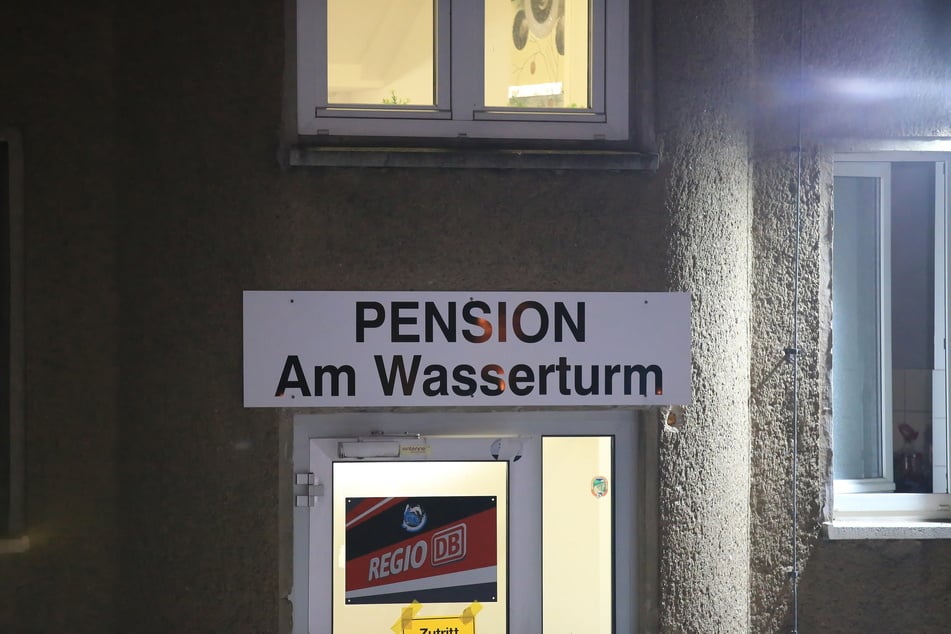 PENSION
Am Wasserturm
REGIO DB
Zutritt